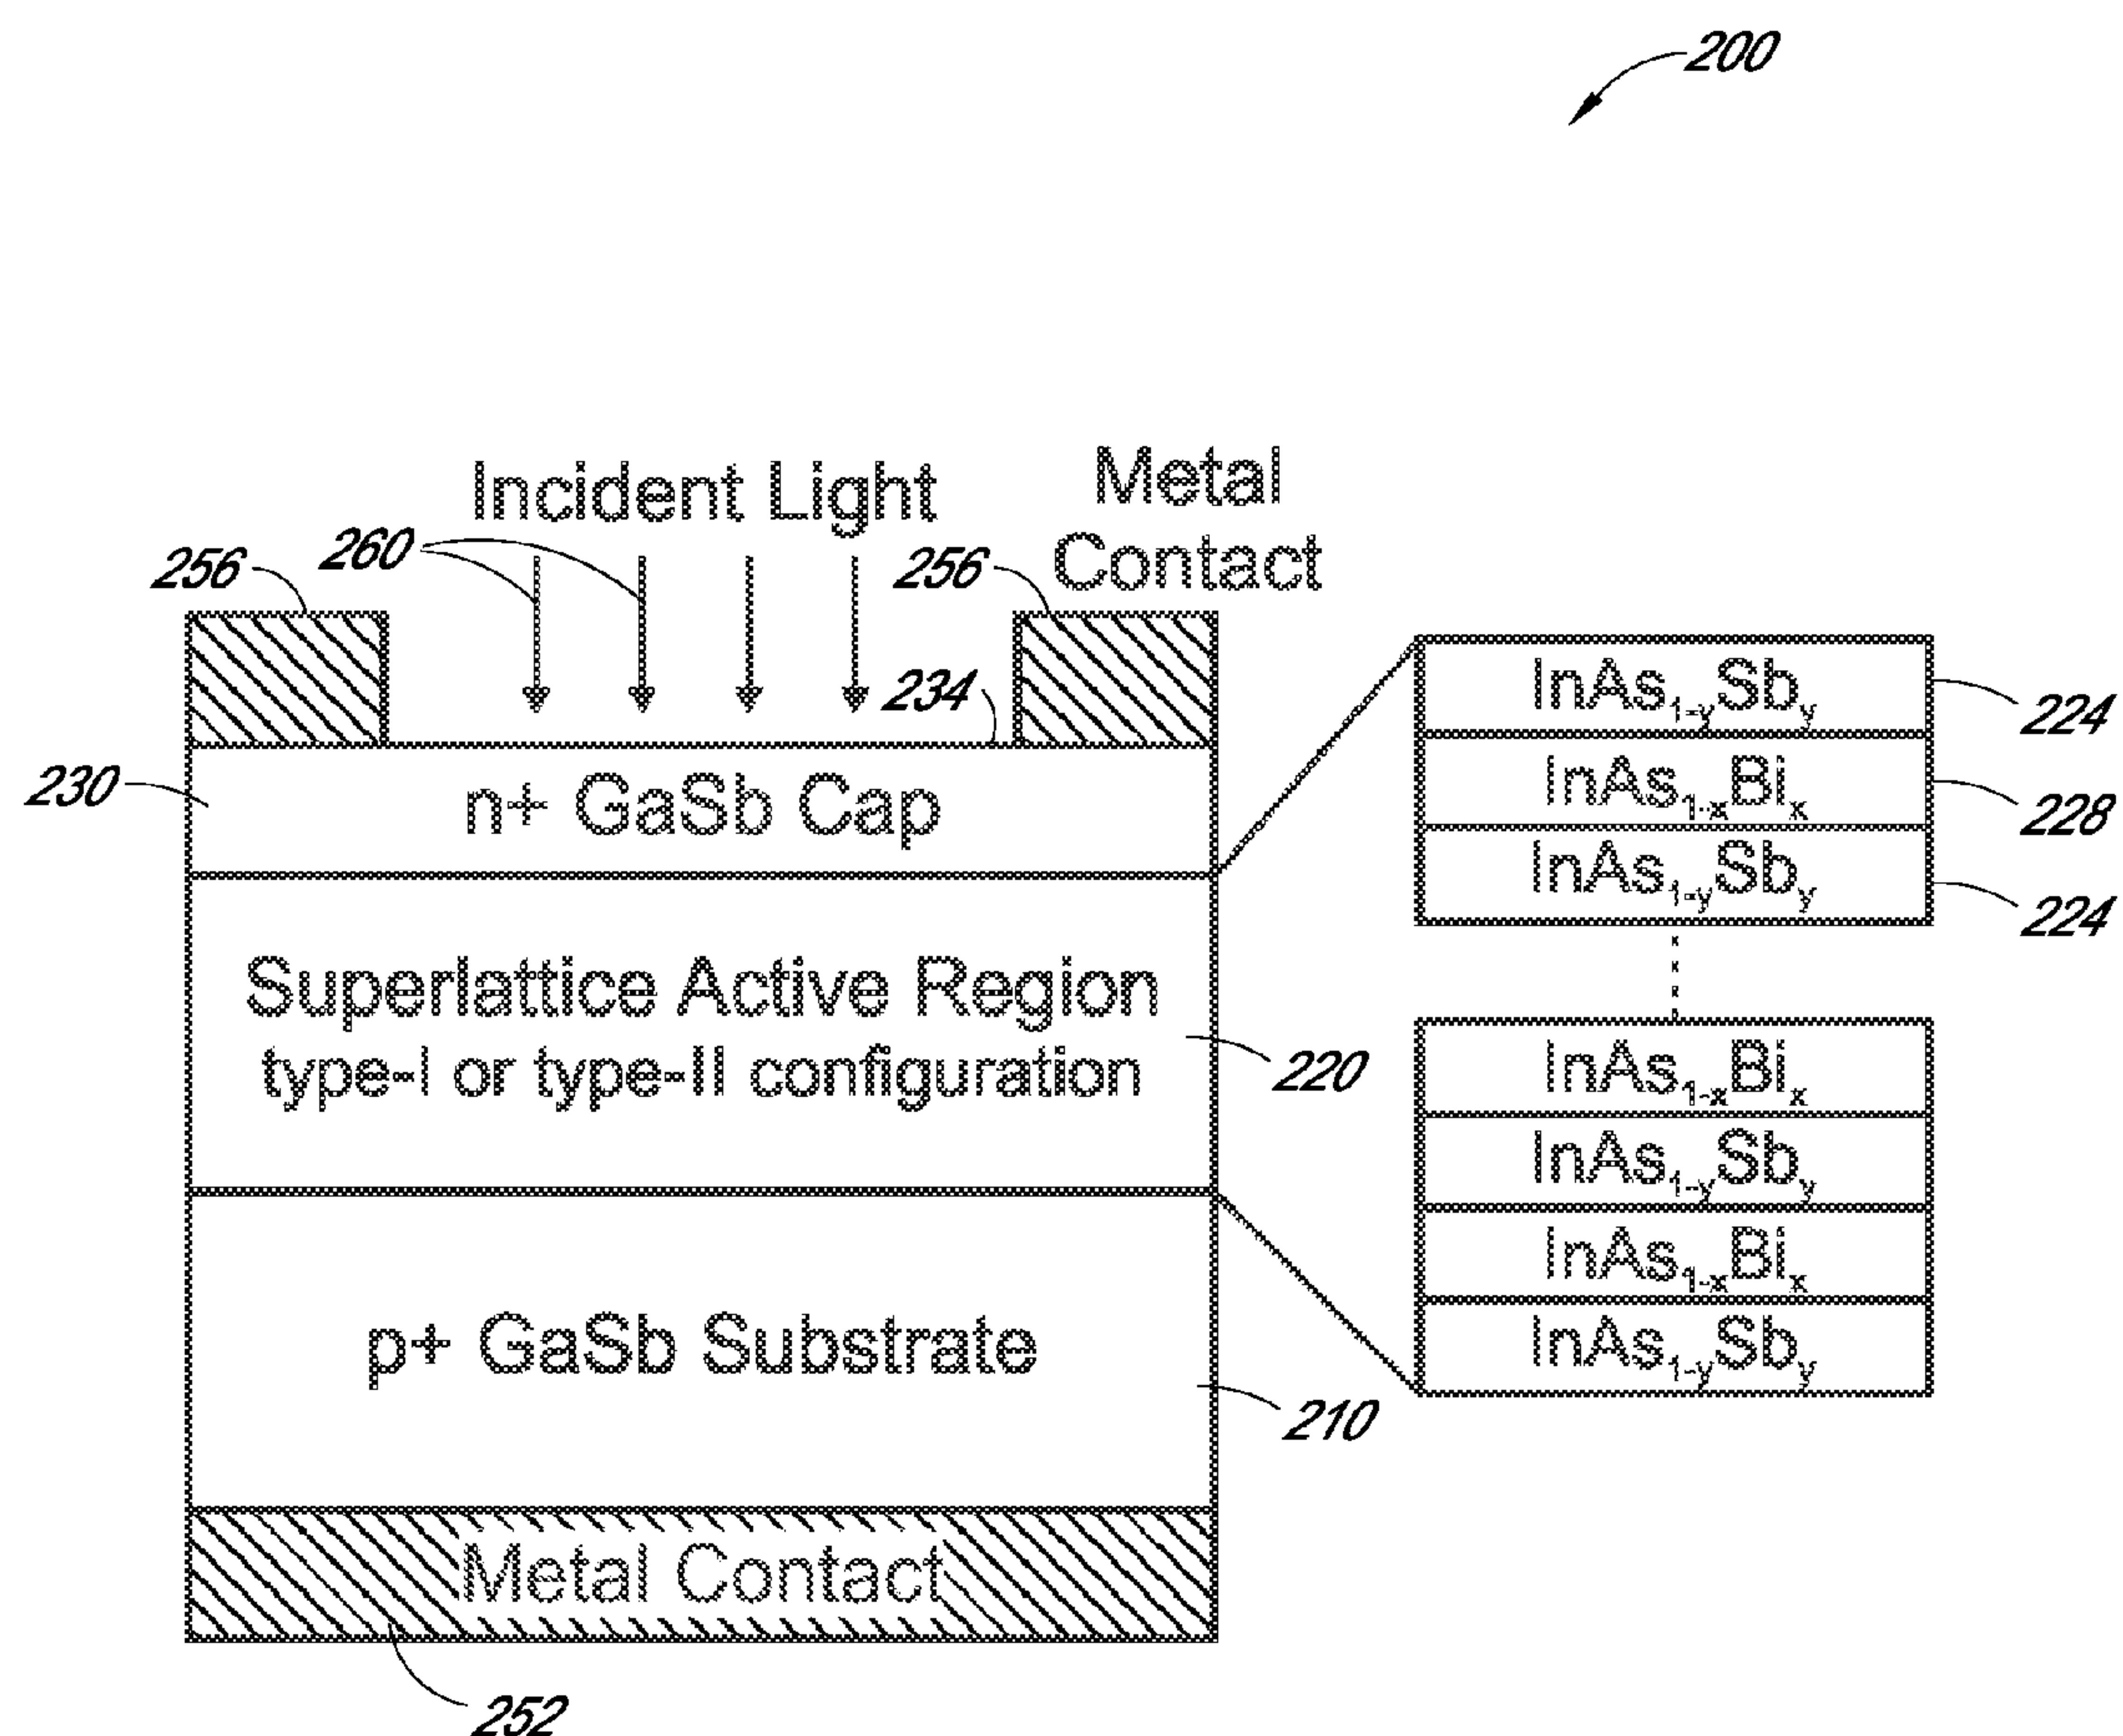 200
Incident Light
Metal
Contact
256
260
256
234
230
n+ GaSb Cap
InAs1-ySby
224
InAs1-xBix
228
InAs1-ySby
224
Superlattice Active Region
type-I or type-II configuration
220
InAs1-xBix
InAs1-ySby
InAs1-xBix
InAs1-ySby
p+ GaSb Substrate
210
Metal Contact
252